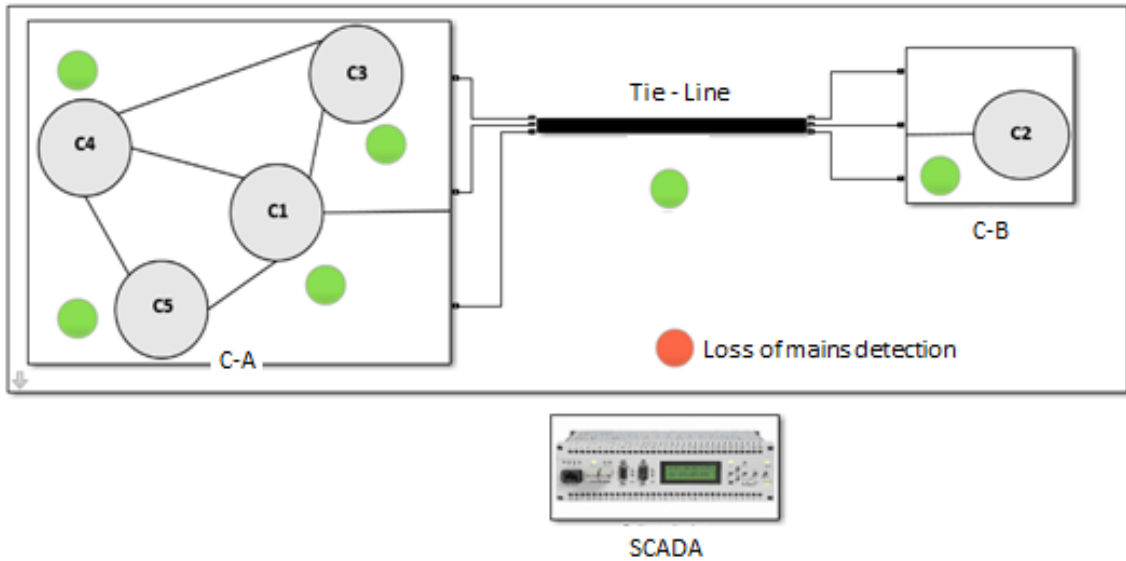 C3
Tie - Line
C4
C2
C1
C-B
C5
Loss of mains detection
C-A
SCADA